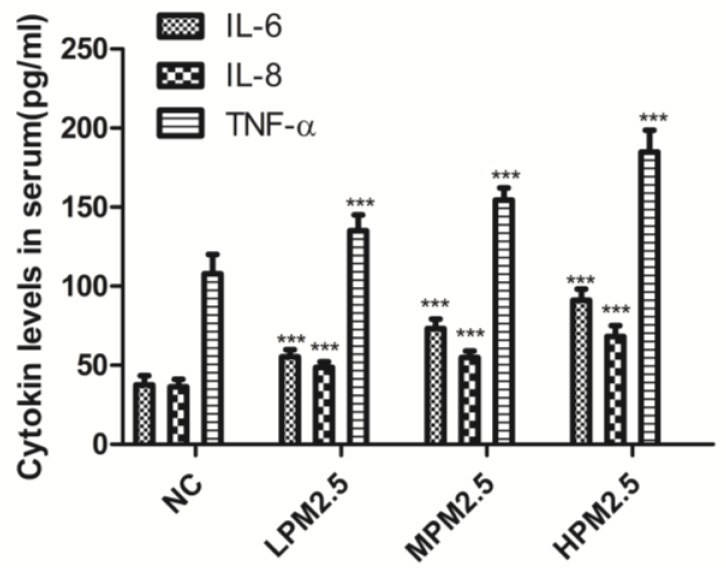 Cytokin levels in serum(pg/ml)
250
200
150
100
50
0
IL-6
IL-8
TNF-α
*** *** ***
*** *** ***
*** *** ***
NC
LPM2.5
MPM2.5
HPM2.5